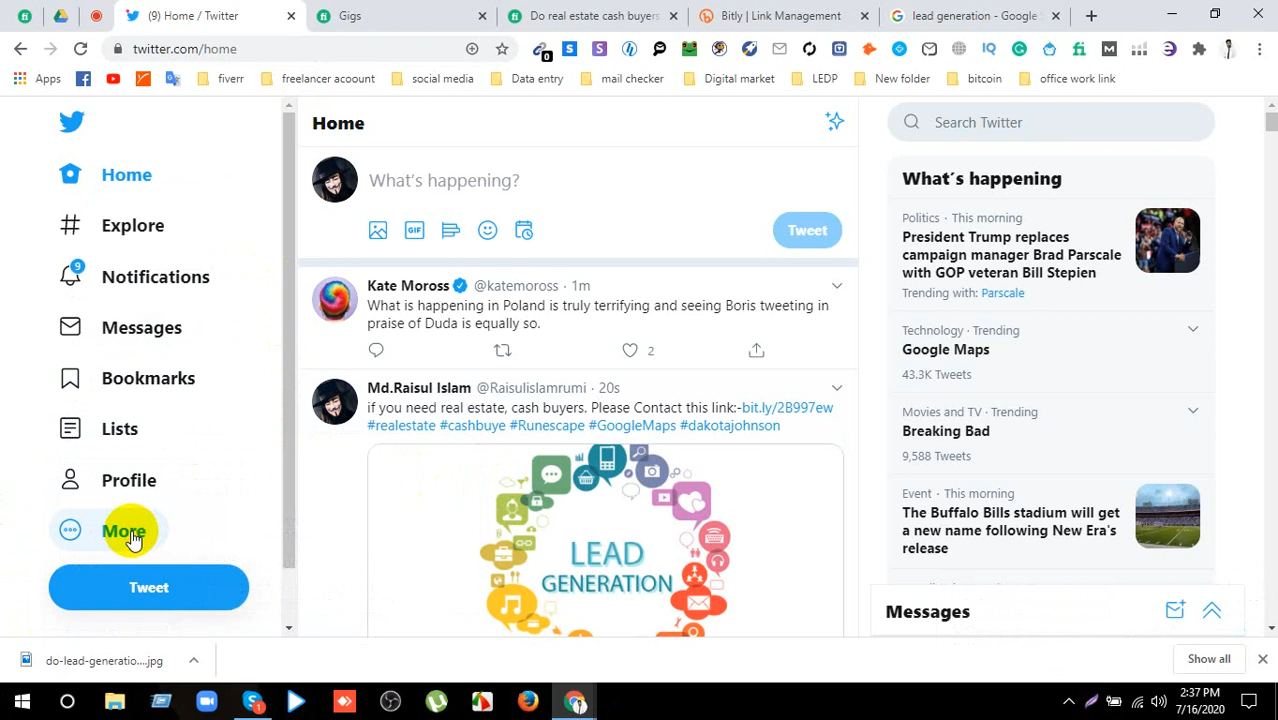 (9) Home / Twitter
Gigs
Do real estate cash buyers
Bitly | Link Management
lead generation - Google S
twitter.com/home
0
IQ
M
Apps
fiverr
freelancer acoount
social media
Data entry
mail checker
Digital market
LEDP
New folder
bitcoin
office work link
Home
Explore
9
Notifications
Messages
Bookmarks
Lists
Profile
More
Tweet
Home
What's happening?
GIF
Tweet
Kate Moross @katemoross · 1m
What is happening in Poland is truly terrifying and seeing Boris tweeting in
praise of Duda is equally so.
2
Md.Raisul Islam @Raisulislamrumi · 20s
if you need real estate, cash buyers. Please Contact this link:-bit.ly/2B997ew
#realestate #cashbuye #Runescape #GoogleMaps #dakotajohnson
LEAD
GENERATION
Search Twitter
What's happening
Politics · This morning
President Trump replaces
campaign manager Brad Parscale
with GOP veteran Bill Stepien
Trending with: Parscale
Technology · Trending
Google Maps
43.3K Tweets
Movies and TV · Trending
Breaking Bad
9,588 Tweets
Event · This morning
The Buffalo Bills stadium will get
a new name following New Era's
release
Messages
do-lead-generatio....jpg
Show all
2:37 PM
7/16/2020